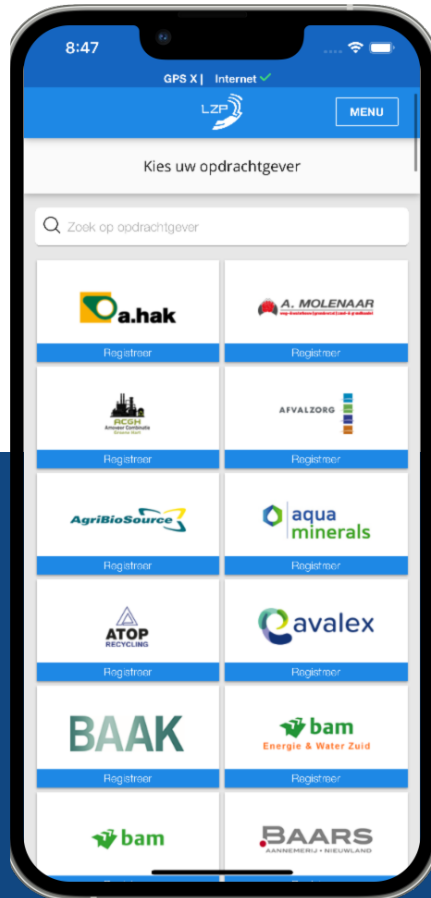 8:47
GPS X | Internet ✓
LZP
MENU
Kies uw opdrachtgever
Zoek op opdrachtgever
a.hak
A. MOLENAAR
Registreer
Registreer
ACGH
AFVALZORG
Registreer
Registreer
AgriBioSource
aqua
minerals
Registreer
Registreer
ATOP
RECYCLING
avalex
Registreer
Registreer
BAAK
bam
Energie & Water Zuid
Registreer
Registreer
bam
BAARS
AANNEMERIJ • NIEUWLAND